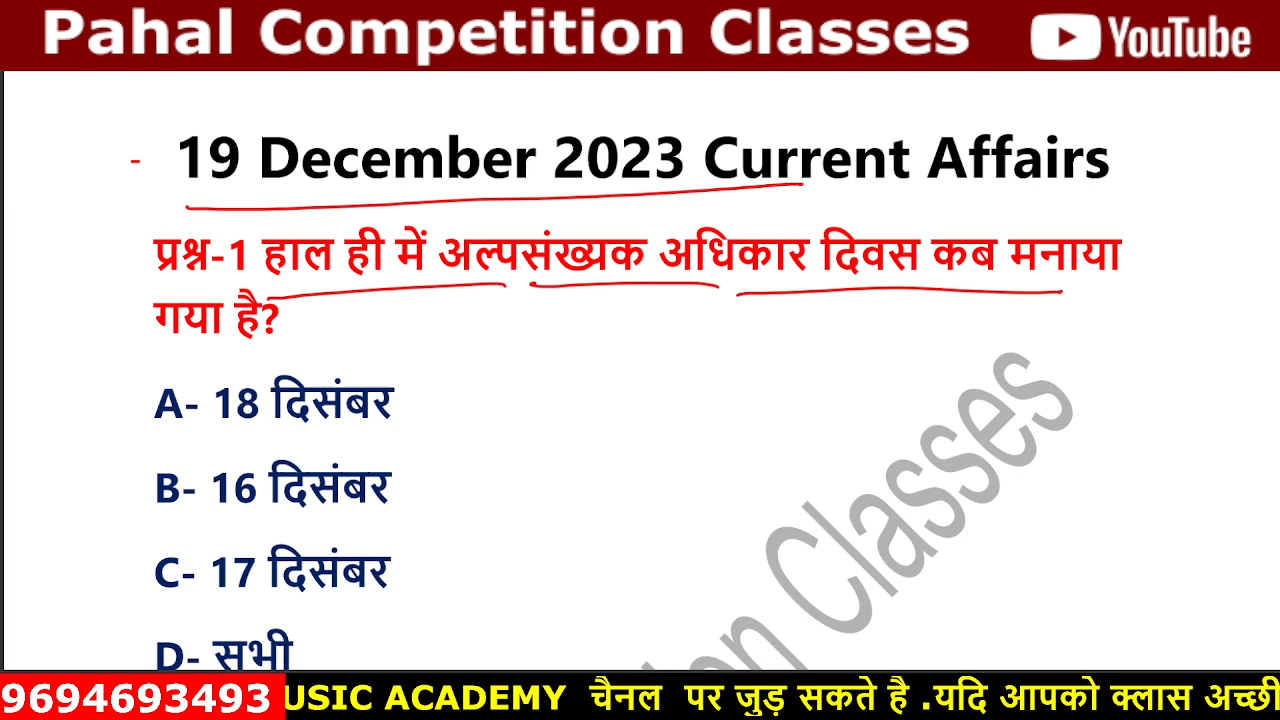 Pahal Competition Classes
YouTube
- 19 December 2023 Current Affairs
प्रश्न-1 हाल ही में अल्पसंख्यक अधिकार दिवस कब मनाया
गया है?
A- 18 दिसंबर
B- 16 दिसंबर
C- 17 दिसंबर
D- सभी
Classes
9694693493
USIC ACADEMY चैनल पर जुड़ सकते है .यदि आपको क्लास अच्छी